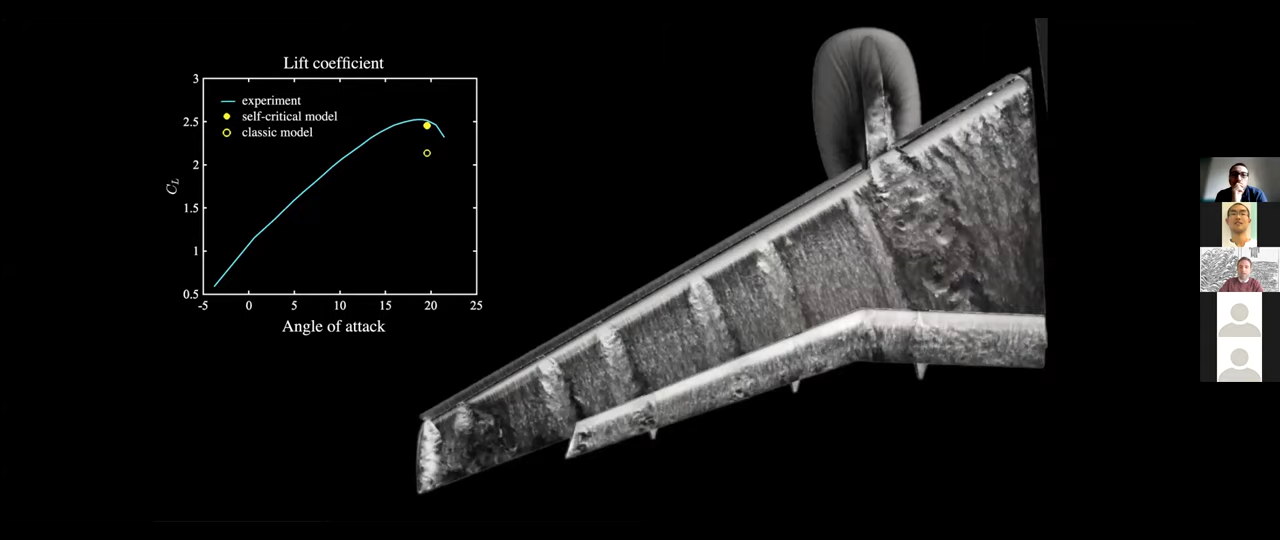 Lift coefficient
3
experiment
self-critical model
2.5
classic model
2
C_L
1.5
1
0.5
-5 0 5 10 15 20 25
Angle of attack